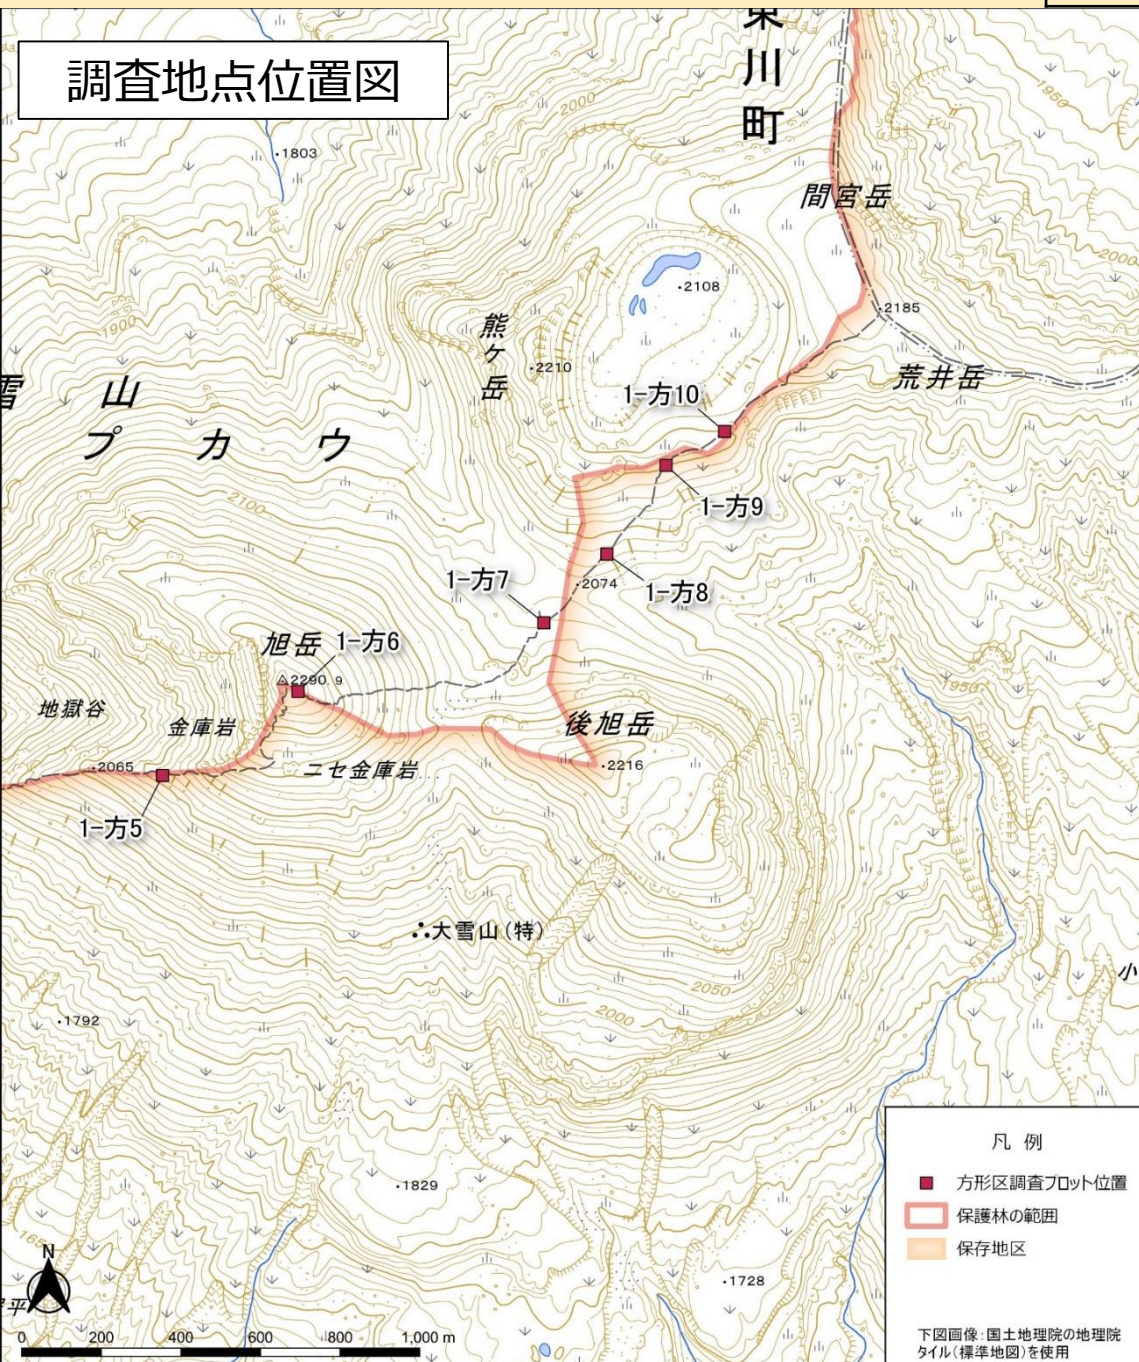 調査地点位置図
東川町
2000
1950
1803
間宮岳
2000
2108
2185
1900
熊ヶ岳
2210
荒井岳
雪山
1-方10
プカウ
2100
1-方9
1-方7
2074
1-方8
旭岳
1-方6
2290.9
1950
地獄谷
金庫岩
後旭岳
2065
ニセ金庫岩
2216
1-方5
大雪山(特)
小
2050
2000
1792
1829
1728
N
平
0 200 400 600 800 1,000 m
凡例
方形区調査プロット位置
保護林の範囲
保存地区
下図画像:国土地理院の地理院
タイル(標準地図)を使用